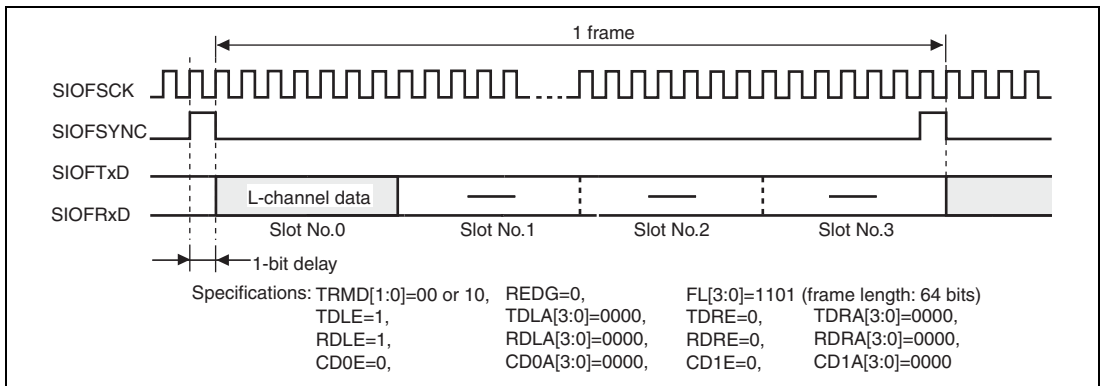 1 frame
SIOFSCK
SIOFSYNC
SIOFTxD
L-channel data
SIOFRxD
Slot No.0 Slot No.1 Slot No.2 Slot No.3
1-bit delay
Specifications: TRMD[1:0]=00 or 10, REDG=0, FL[3:0]=1101 (frame length: 64 bits)
TDLE=1, TDLA[3:0]=0000, TDRE=0, TDRA[3:0]=0000,
RDLE=1, RDLA[3:0]=0000, RDRE=0, RDRA[3:0]=0000,
CD0E=0, CD0A[3:0]=0000, CD1E=0, CD1A[3:0]=0000